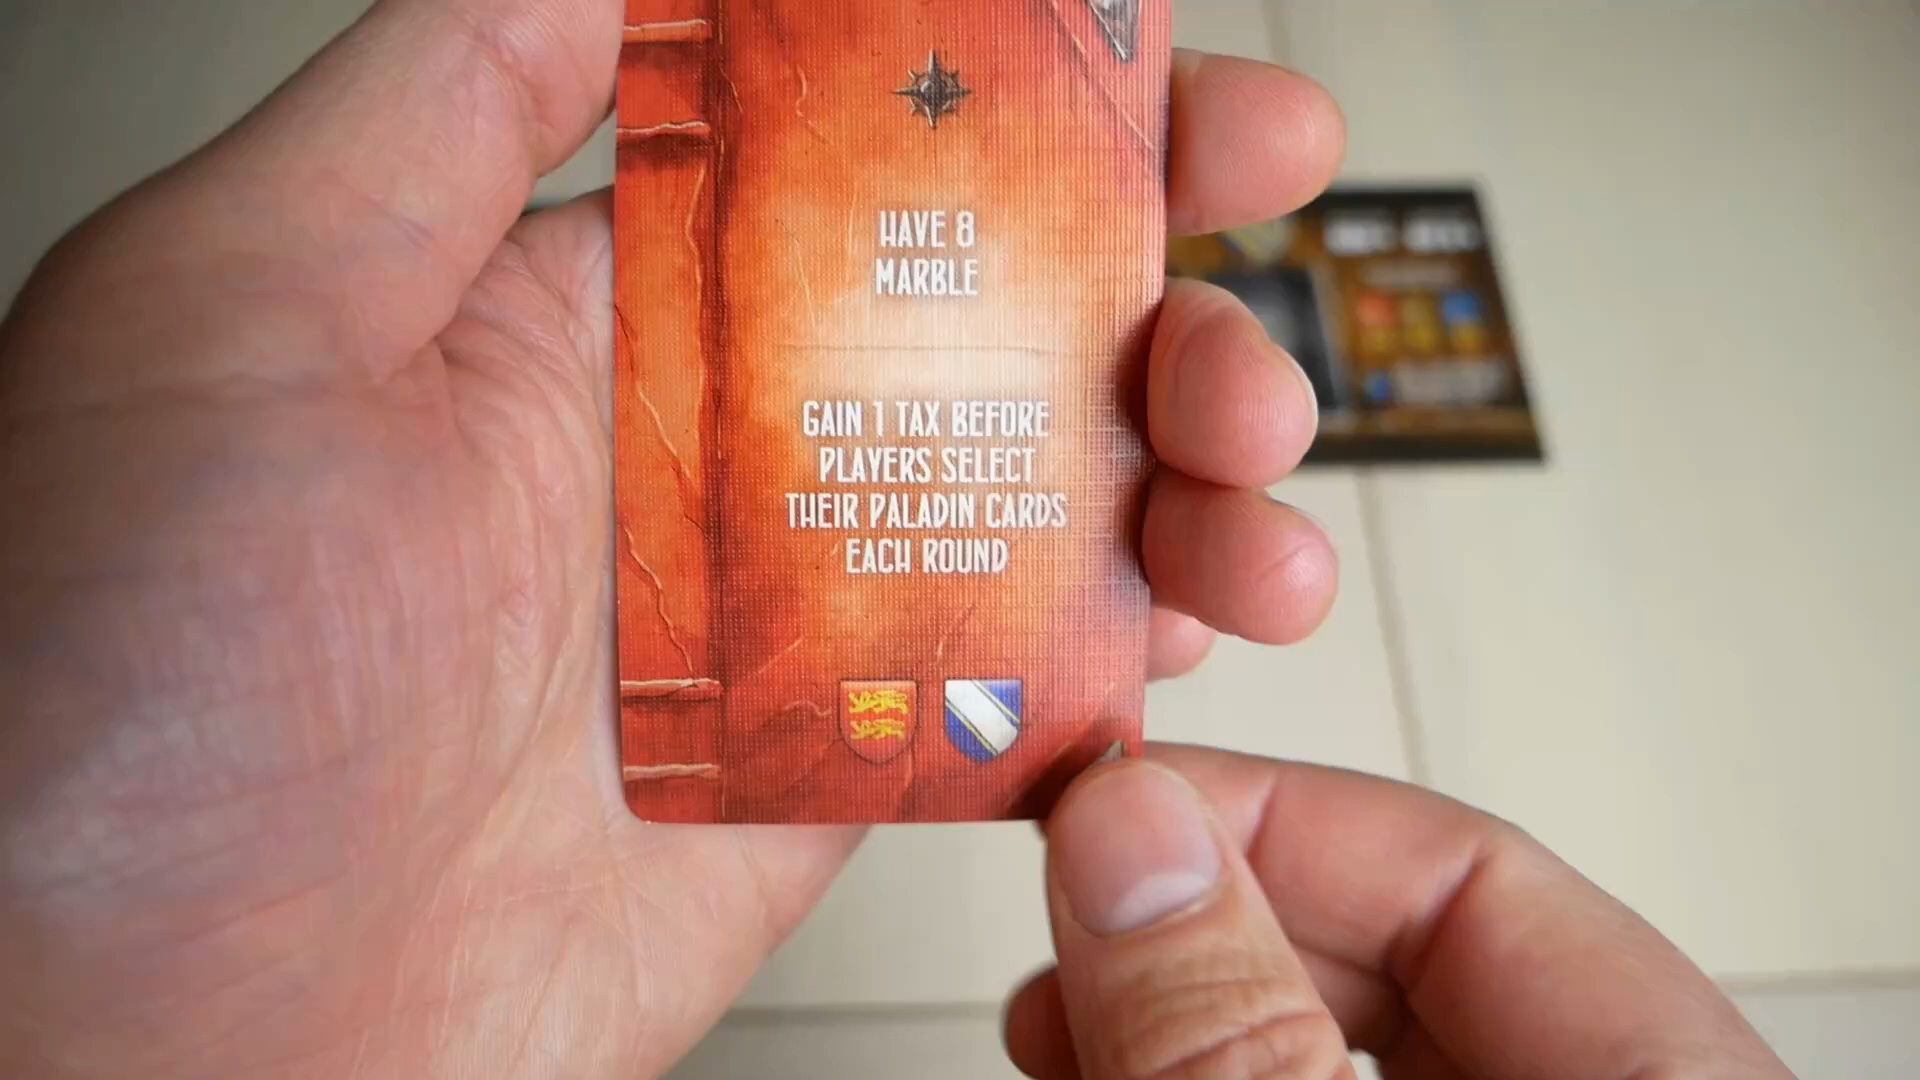 HAVE 8
MARBLE
GAIN 1 TAX BEFORE
PLAYERS SELECT
THEIR PALADIN CARDS
EACH ROUND